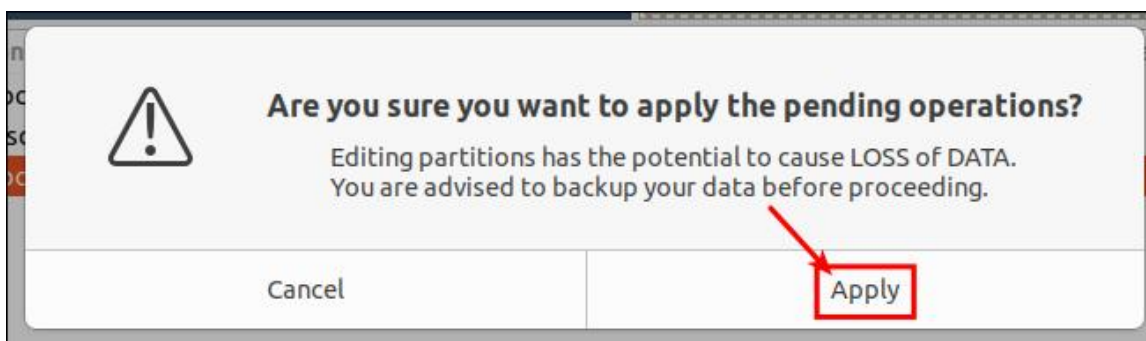 Are you sure you want to apply the pending operations?
Editing partitions has the potential to cause LOSS of DATA.
You are advised to backup your data before proceeding.
Cancel
Apply